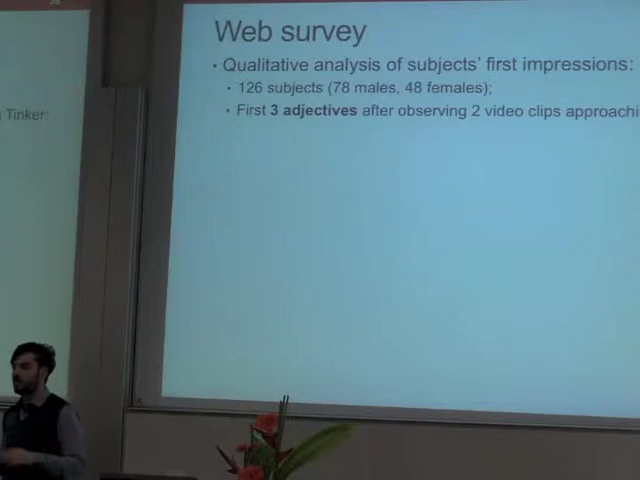 Tinker:
Web survey
• Qualitative analysis of subjects' first impressions:
• 126 subjects (78 males, 48 females);
• First 3 adjectives after observing 2 video clips approachi